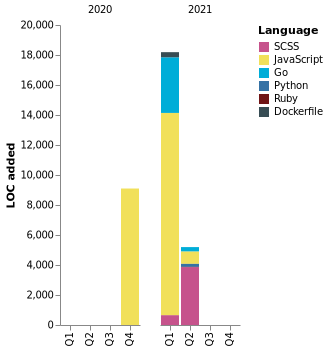 2020 2021
Language
SCSS
JavaScript
Go
Python
Ruby
Dockerfile
LOC added
20,000
18,000
16,000
14,000
12,000
10,000
8,000
6,000
4,000
2,000
0
Q1 Q2 Q3 Q4 Q1 Q2 Q3 Q4